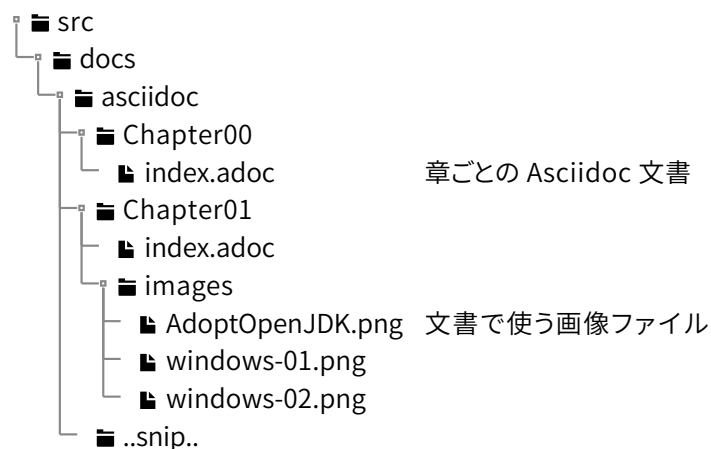 src
docs
asciidoc
Chapter00
index.adoc 章ごとの Asciidoc 文書
Chapter01
index.adoc
images
AdoptOpenJDK.png 文書で使う画像ファイル
windows-01.png
windows-02.png
..snip..